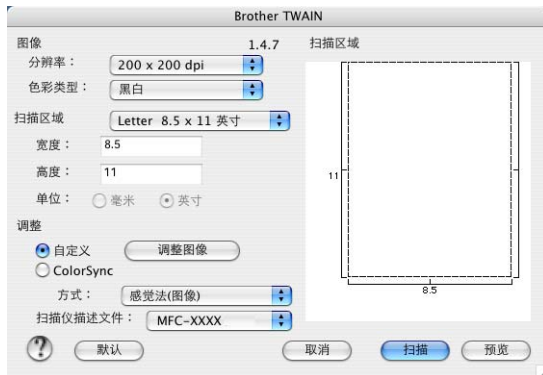 Brother TWAIN
图像 1.4.7
分辨率： 200 x 200 dpi
色彩类型： 黑白
扫描区域 Letter 8.5 x 11 英寸
宽度： 8.5
高度： 11
单位： 毫米 英寸
调整
自定义 调整图像
ColorSync
方式： 感觉法(图像)
扫描仪描述文件： MFC-XXXX
? 默认 取消 扫描 预览
扫描区域
11
8.5